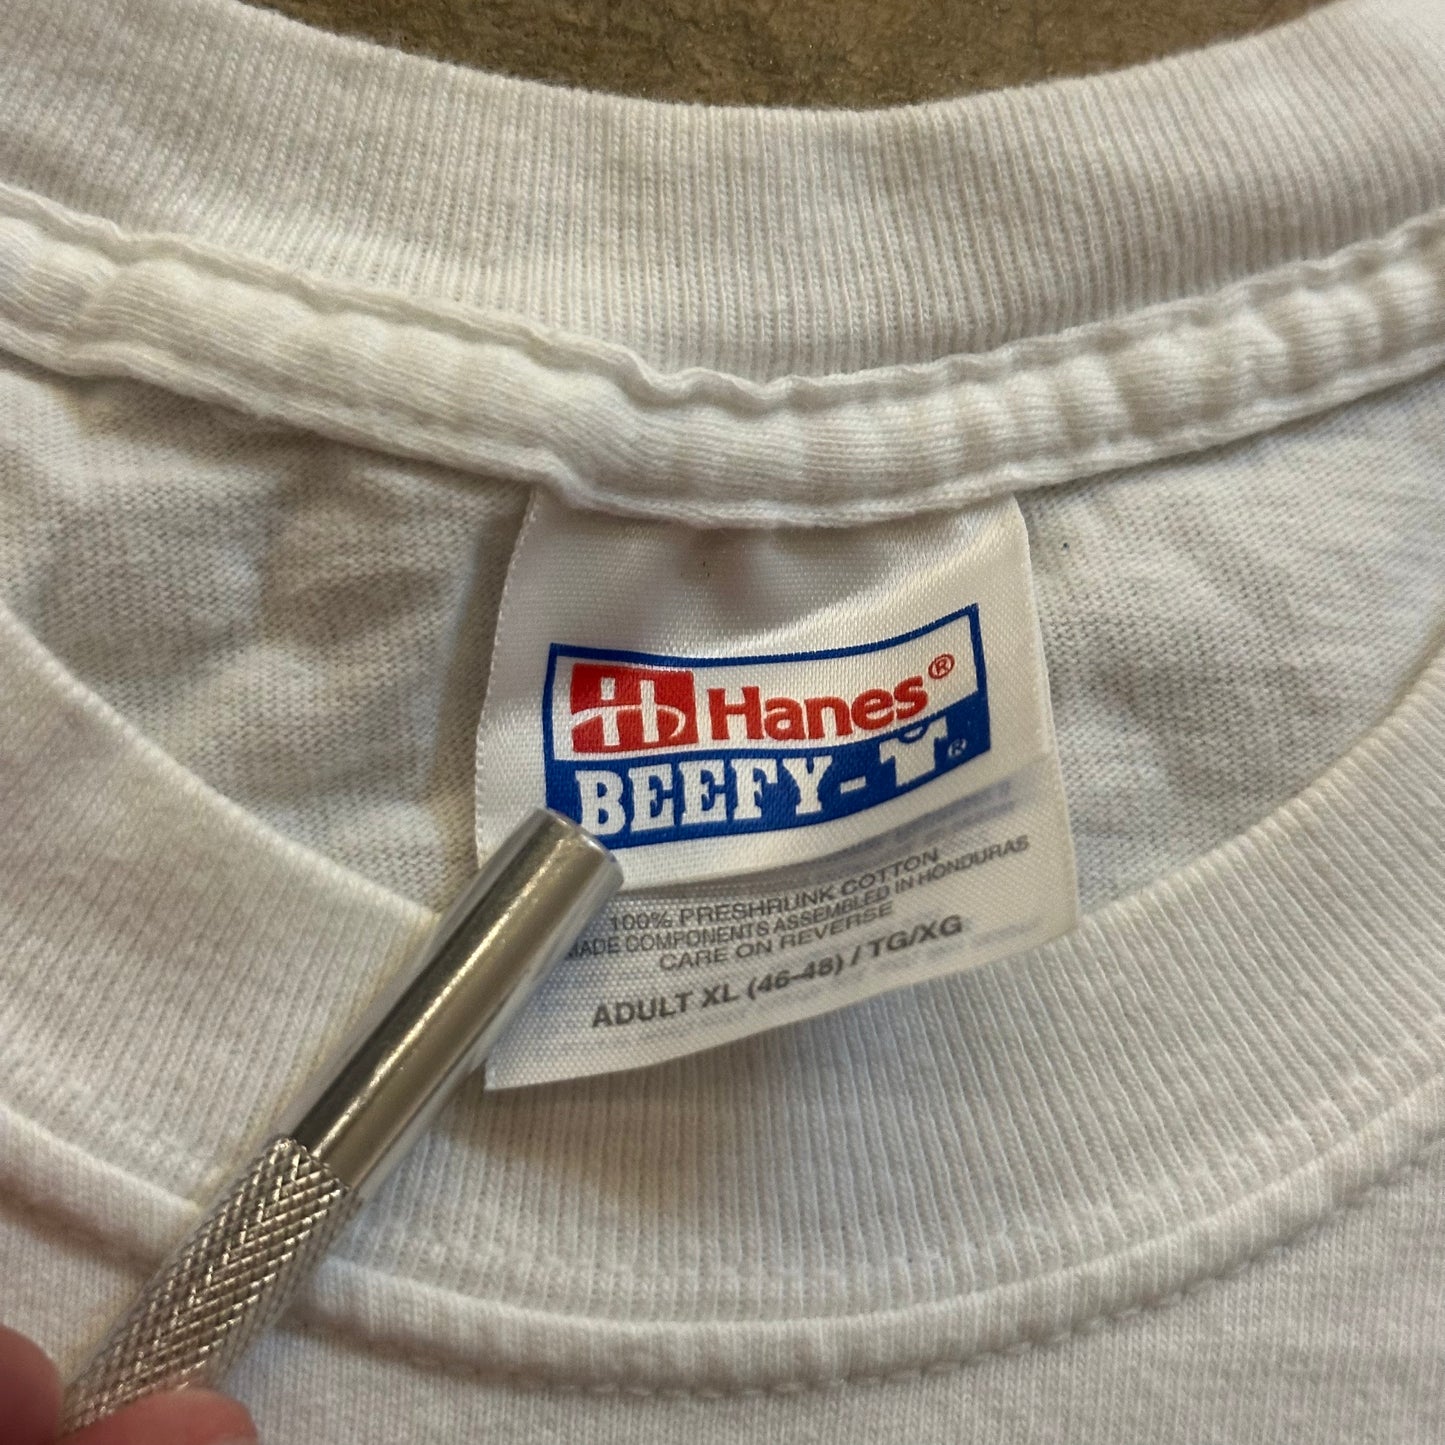 Hanes®
BEEFY-T®
100% PRESHRUNK COTTON
MADE COMPONENTS ASSEMBLED IN HONDURAS
CARE ON REVERSE
ADULT XL (46-48) / TG/XG